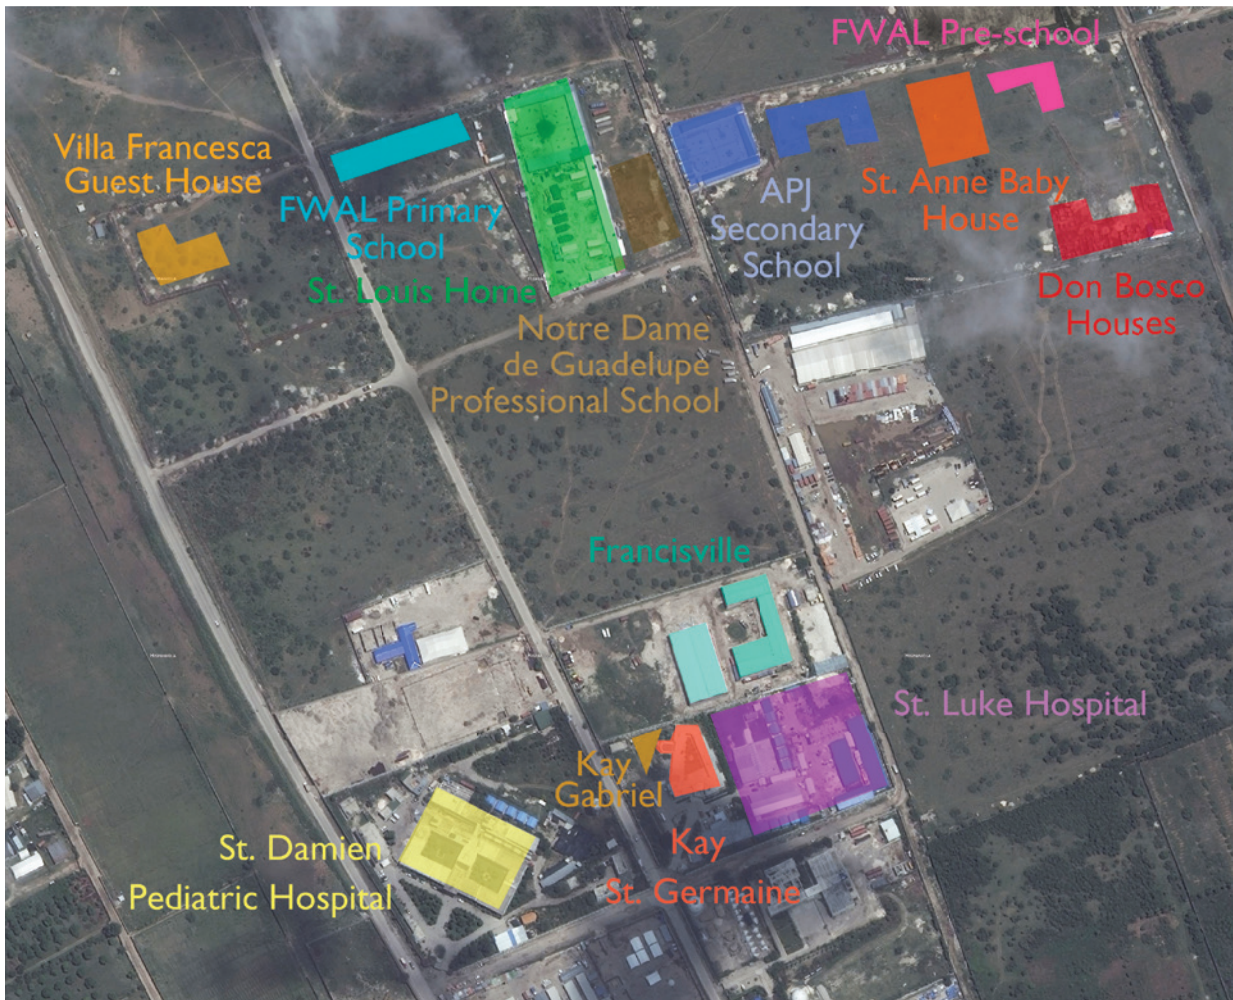 FWAL Pre-school
Villa Francesca
Guest House
FWAL Primary
School
APJ
Secondary
School
St. Anne Baby
House
St. Louis Home
Don Bosco
Houses
Notre Dame
de Guadelupe
Professional School
Francisville
St. Luke Hospital
Kay
Gabriel
St. Damien
Pediatric Hospital
Kay
St. Germaine